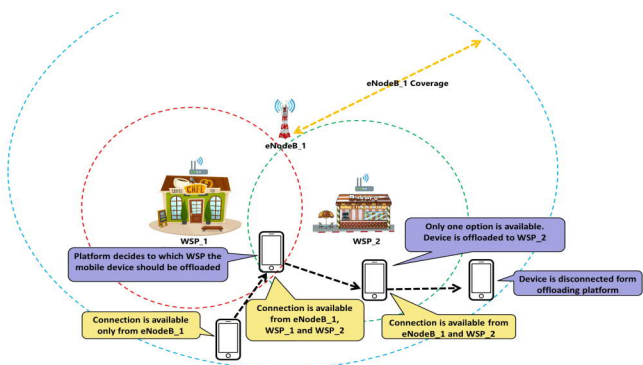 eNodeB_1 Coverage
eNodeB_1
CAFE
WSP_1
WSP_2
Only one option is available.
Device is offloaded to WSP_2
Platform decides to which WSP the
mobile device should be offloaded
Device is disconnected form
offloading platform
Connection is available
only from eNodeB_1
Connection is available
from eNodeB_1,
WSP_1 and WSP_2
Connection is available from
eNodeB_1 and WSP_2